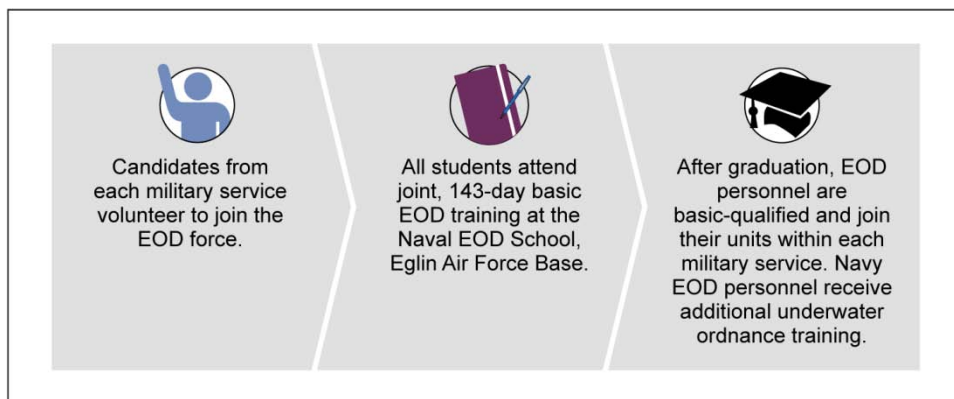 Candidates from
each military service
volunteer to join the
EOD force.
All students attend
joint, 143-day basic
EOD training at the
Naval EOD School,
Eglin Air Force Base.
After graduation, EOD
personnel are
basic-qualified and join
their units within each
military service. Navy
EOD personnel receive
additional underwater
ordnance training.